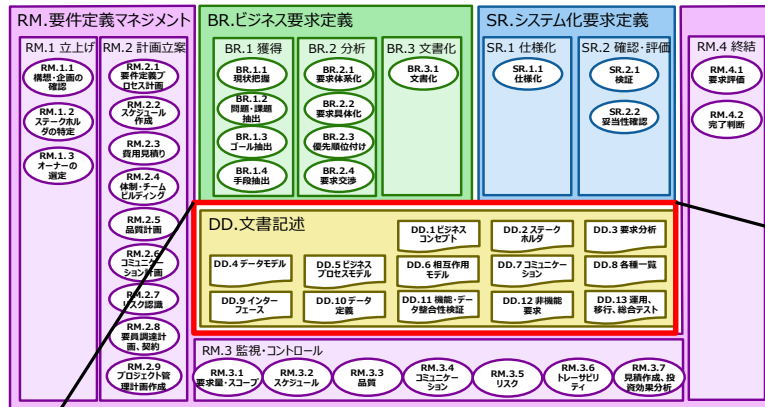 RM.要件定義マネジメント
RM.1 立上げ
RM.1.1
構想・企画の
確認
RM.1.2
ステークホル
ダの特定
RM.1.3
オーナーの
選定
RM.2 計画立案
RM.2.1
要件定義プ
ロセス計画
RM.2.2
スケジュール
作成
RM.2.3
費用見積り
RM.2.4
体制・チーム
ビルディング
RM.2.5
品質計画
RM.2.6
コミュニケー
ション計画
RM.2.7
リスク認識
RM.2.8
要員調達計
画、契約
RM.2.9
プロジェクト管
理計画作成
BR.ビジネス要求定義
BR.1 獲得
BR.1.1
現状把握
BR.1.2
問題・課題
抽出
BR.1.3
ゴール抽出
BR.1.4
手段抽出
BR.2 分析
BR.2.1
要求体系化
BR.2.2
要求具体化
BR.2.3
優先順位付け
BR.2.4
要求交渉
BR.3 文書化
BR.3.1
文書化
SR.システム化要求定義
SR.1 仕様化
SR.1.1
仕様化
SR.2 確認・評価
SR.2.1
検証
SR.2.2
妥当性確認
RM.4 終結
RM.4.1
要求評価
RM.4.2
完了判断
DD.文書記述
DD.1 ビジネス
コンセプト
DD.2 ステーク
ホルダ
DD.3 要求分析
DD.4 データモデル
DD.5 ビジネス
プロセスモデル
DD.6 相互作用
モデル
DD.7 コミュニケー
ション
DD.8 各種一覧
DD.9 インター
フェース
DD.10 データ
定義
DD.11 機能・デー
タ整合性検証
DD.12 非機能
要求
DD.13 運用、
移行、総合テスト
RM.3 監視・コントロール
RM.3.1
要求量・スコープ
RM.3.2
スケジュール
RM.3.3
品質
RM.3.4
コミュニケー
ション
RM.3.5
リスク
RM.3.6
トレーサビリ
ティ
RM.3.7
見積作成、投
資効果分析